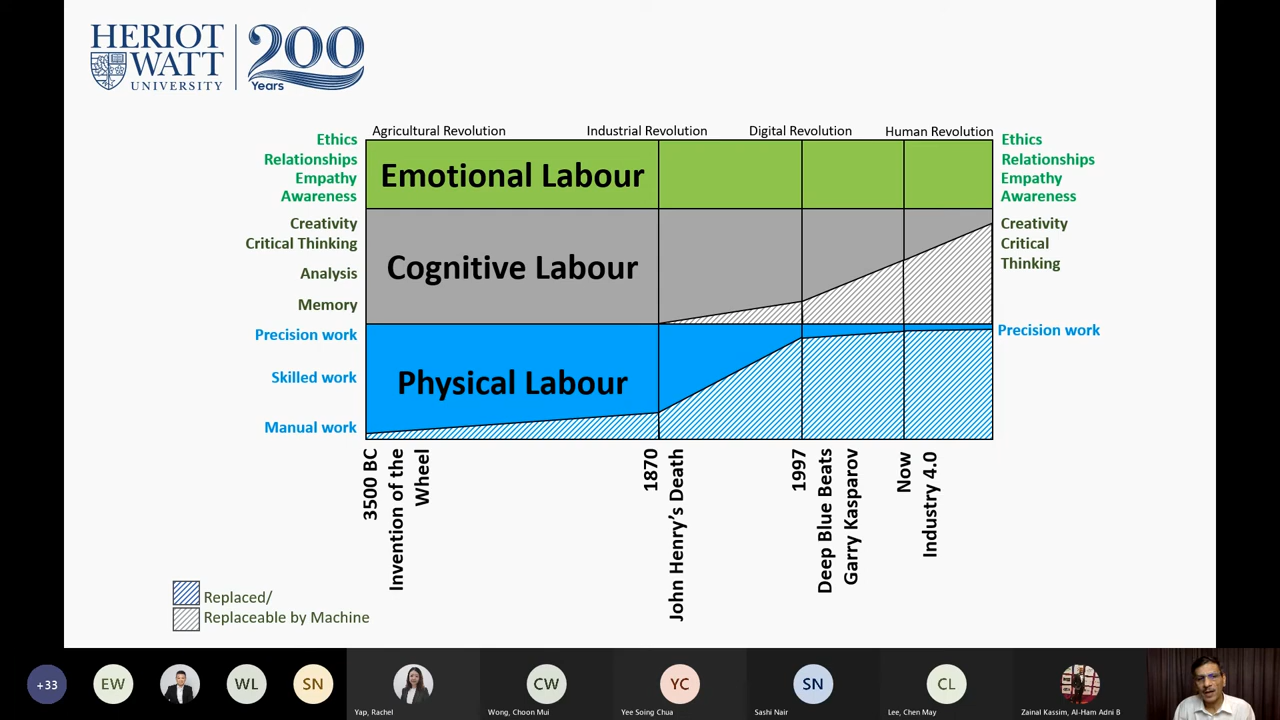 HERIOT
WATT
UNIVERSITY
200
Years
Agricultural Revolution
Industrial Revolution
Digital Revolution
Human Revolution
Ethics
Relationships
Empathy
Awareness
Creativity
Critical Thinking
Analysis
Memory
Precision work
Skilled work
Manual work
Emotional Labour
Cognitive Labour
Physical Labour
Ethics
Relationships
Empathy
Awareness
Creativity
Critical
Thinking
Precision work
3500 BC
Invention of the
Wheel
1870
John Henry's Death
1997
Deep Blue Beats
Garry Kasparov
Now
Industry 4.0
Replaced/
Replaceable by Machine
+33
EW
WL
SN
Yap, Rachel
CW
Wong, Choon Mui
YC
Yee Soing Chua
SN
Sashi Nair
CL
Lee, Chen May
Zainal Kassim, Al-Ham Adni B